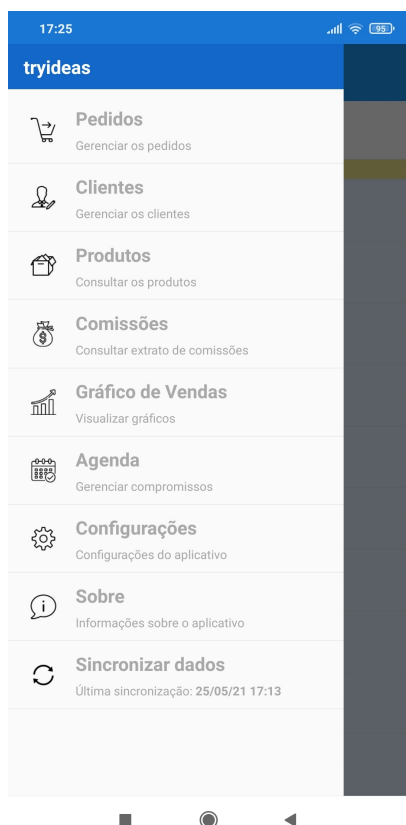 17:25
95
tryideas
Pedidos
Gerenciar os pedidos
Clientes
Gerenciar os clientes
Produtos
Consultar os produtos
Comissões
Consultar extrato de comissões
Gráfico de Vendas
Visualizar gráficos
Agenda
Gerenciar compromissos
Configurações
Configurações do aplicativo
Sobre
Informações sobre o aplicativo
Sincronizar dados
Última sincronização: 25/05/21 17:13